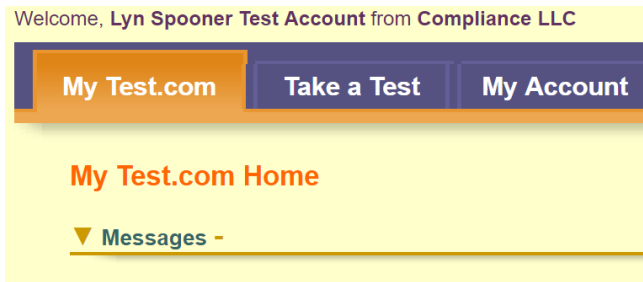 Welcome, Lyn Spooner Test Account from Compliance LLC
My Test.com Take a Test My Account
My Test.com Home
▼ Messages -